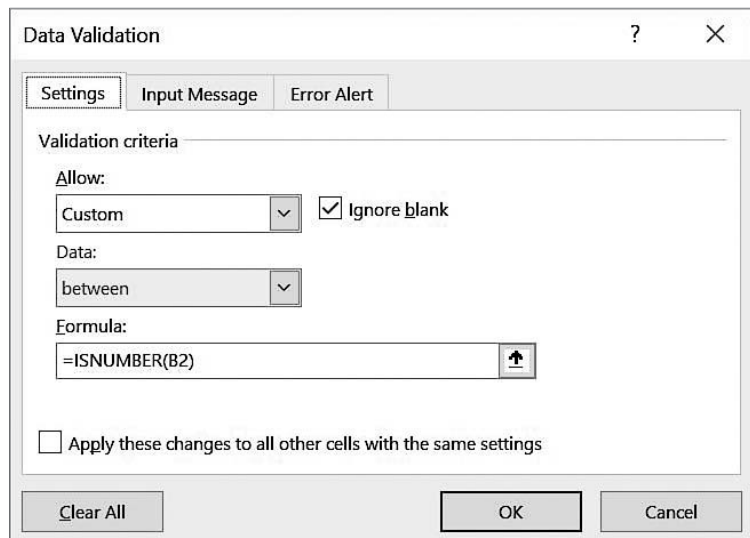 Data Validation ?
Settings Input Message Error Alert
Validation criteria
Allow:
Custom Ignore blank
Data:
between
Formula:
=ISNUMBER(B2)
Apply these changes to all other cells with the same settings
Clear All OK Cancel